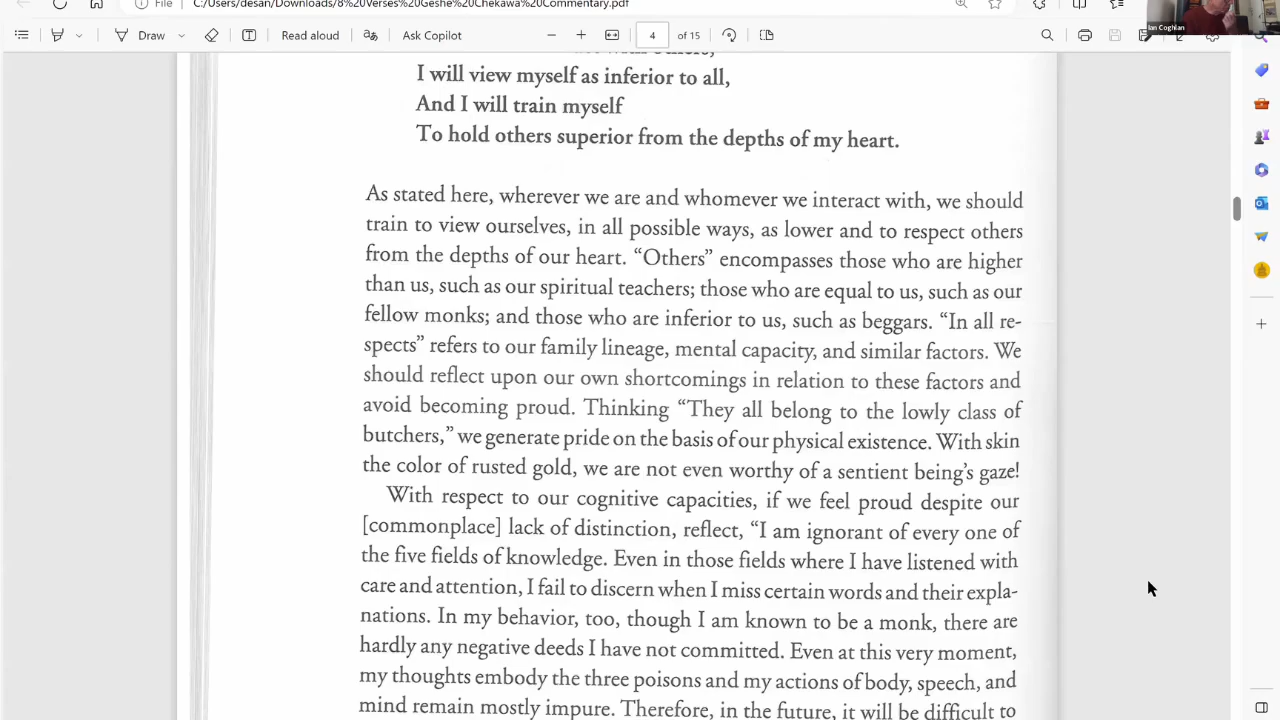 File
C:/Users/desan/Downloads/8%20Verses%20Geshe%20Chekawa%20Commentary.pdf
Draw
Read aloud
Ask Copilot
4 of 15
Ian Coghlan
I will view myself as inferior to all,
And I will train myself
To hold others superior from the depths of my heart.
As stated here, wherever we are and whomever we interact with, we should
train to view ourselves, in all possible ways, as lower and to respect others
from the depths of our heart. “Others” encompasses those who are higher
than us, such as our spiritual teachers; those who are equal to us, such as our
fellow monks; and those who are inferior to us, such as beggars. “In all re-
spects” refers to our family lineage, mental capacity, and similar factors. We
should reflect upon our own shortcomings in relation to these factors and
avoid becoming proud. Thinking “They all belong to the lowly class of
butchers,” we generate pride on the basis of our physical existence. With skin
the color of rusted gold, we are not even worthy of a sentient being’s gaze!
With respect to our cognitive capacities, if we feel proud despite our
[commonplace] lack of distinction, reflect, “I am ignorant of every one of
the five fields of knowledge. Even in those fields where I have listened with
care and attention, I fail to discern when I miss certain words and their expla-
nations. In my behavior, too, though I am known to be a monk, there are
hardly any negative deeds I have not committed. Even at this very moment,
my thoughts embody the three poisons and my actions of body, speech, and
mind remain mostly impure. Therefore, in the future, it will be difficult to